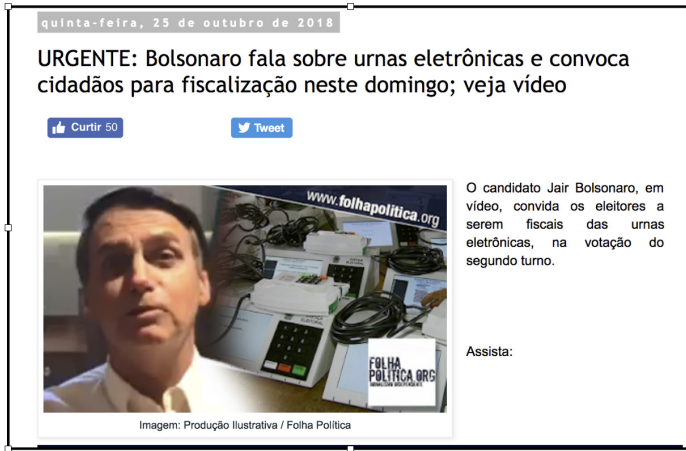 quinta-feira, 25 de outubro de 2018
URGENTE: Bolsonaro fala sobre urnas eletrônicas e convoca
cidadãos para fiscalização neste domingo; veja vídeo
Curtir 50
Tweet
www.folhapolitica.org
FOLHA
POLITICA.ORG
JORNALISMO INDEPENDENTE
Imagem: Produção Ilustrativa / Folha Política
O candidato Jair Bolsonaro, em
vídeo, convida os eleitores a
serem fiscais das urnas
eletrônicas, na votação do
segundo turno.
Assista: